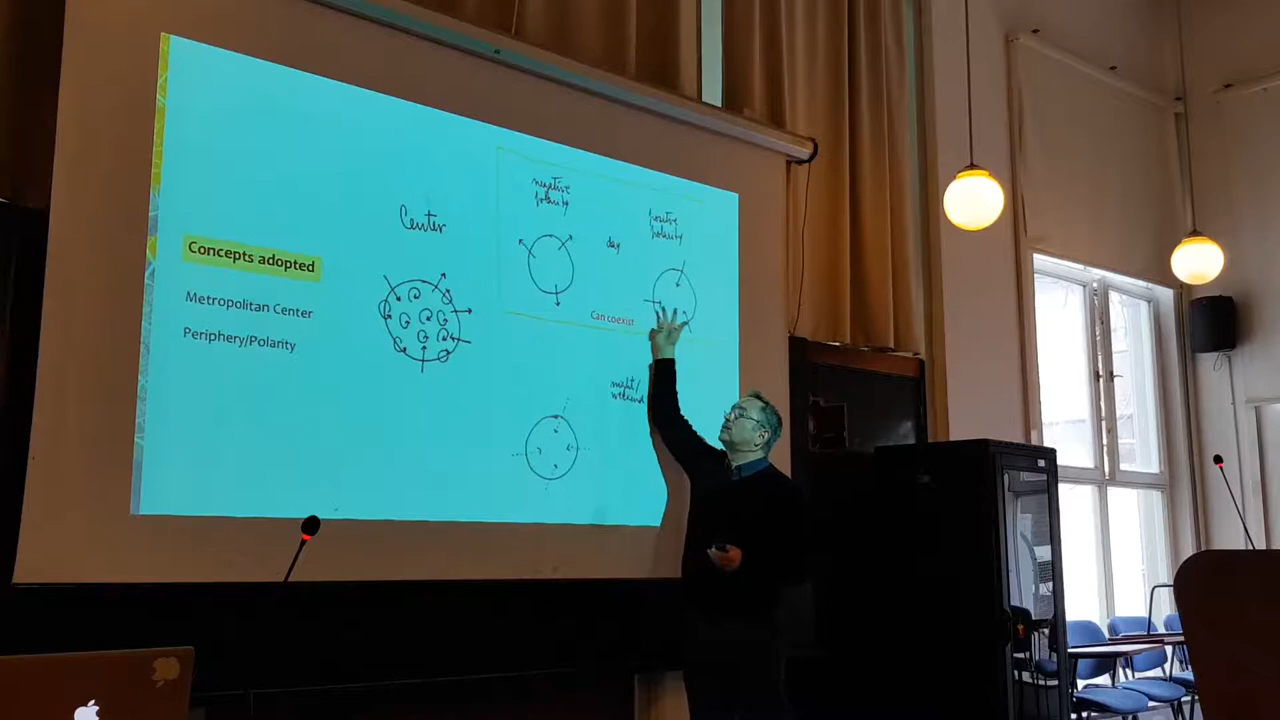 Concepts adopted
Metropolitan Center
Periphery/Polarity
Center
negative
polarity
positive
polarity
day
Can coexist
night/
weekend